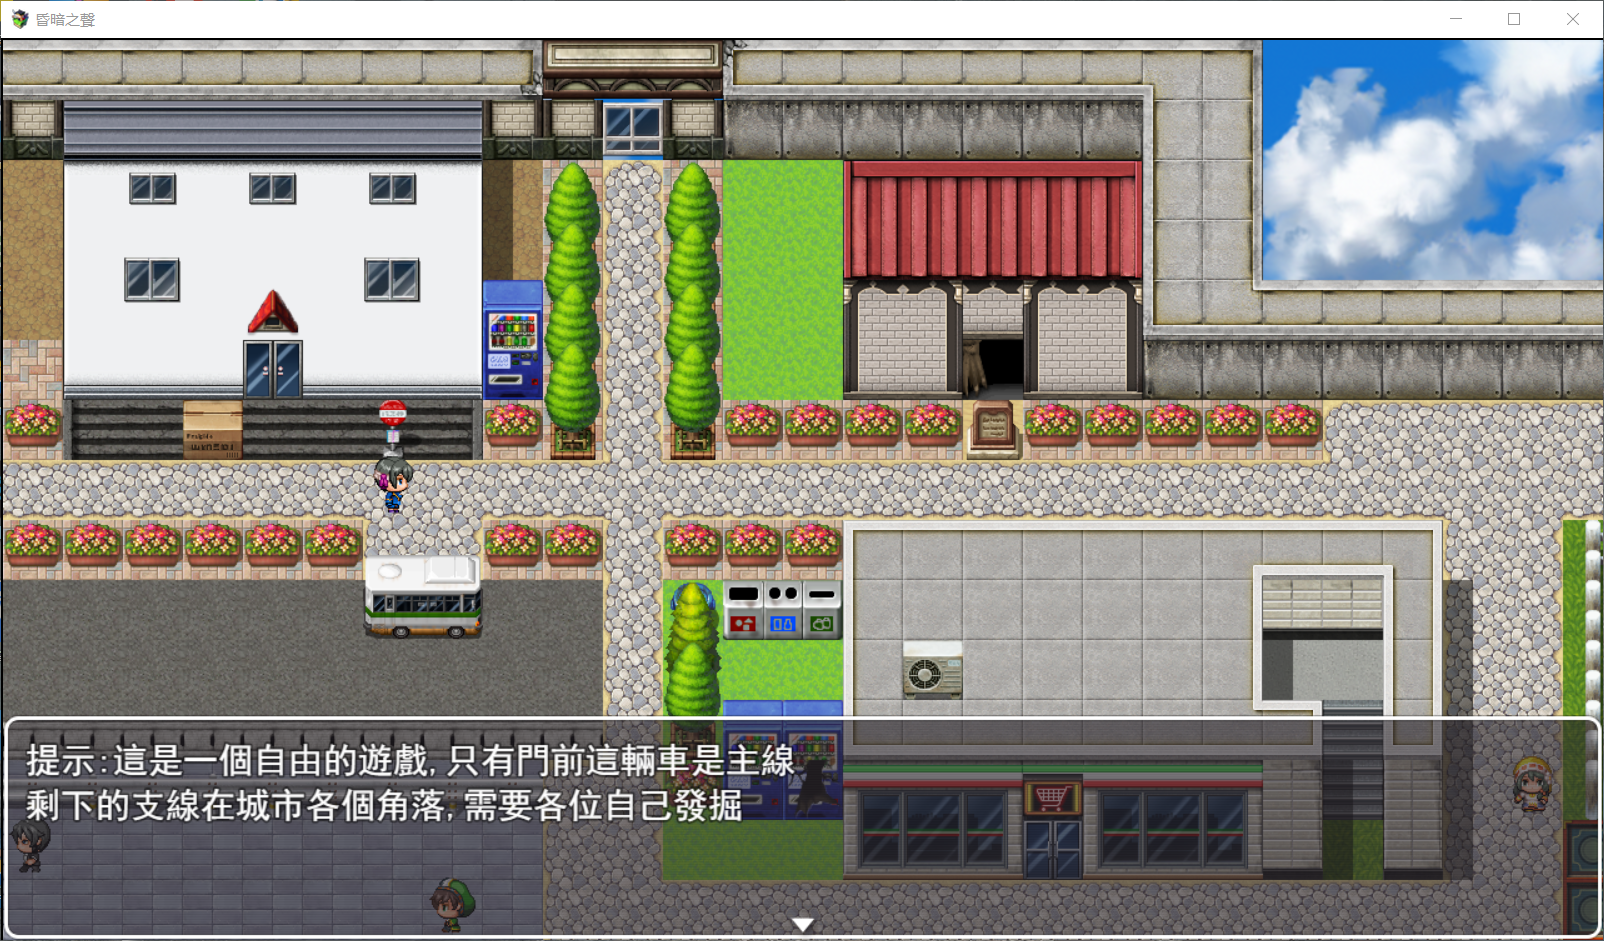 昏暗之聲
提示:這是一個自由的遊戲,只有門前這輛車是主線
剩下的支線在城市各個角落,需要各位自己發掘